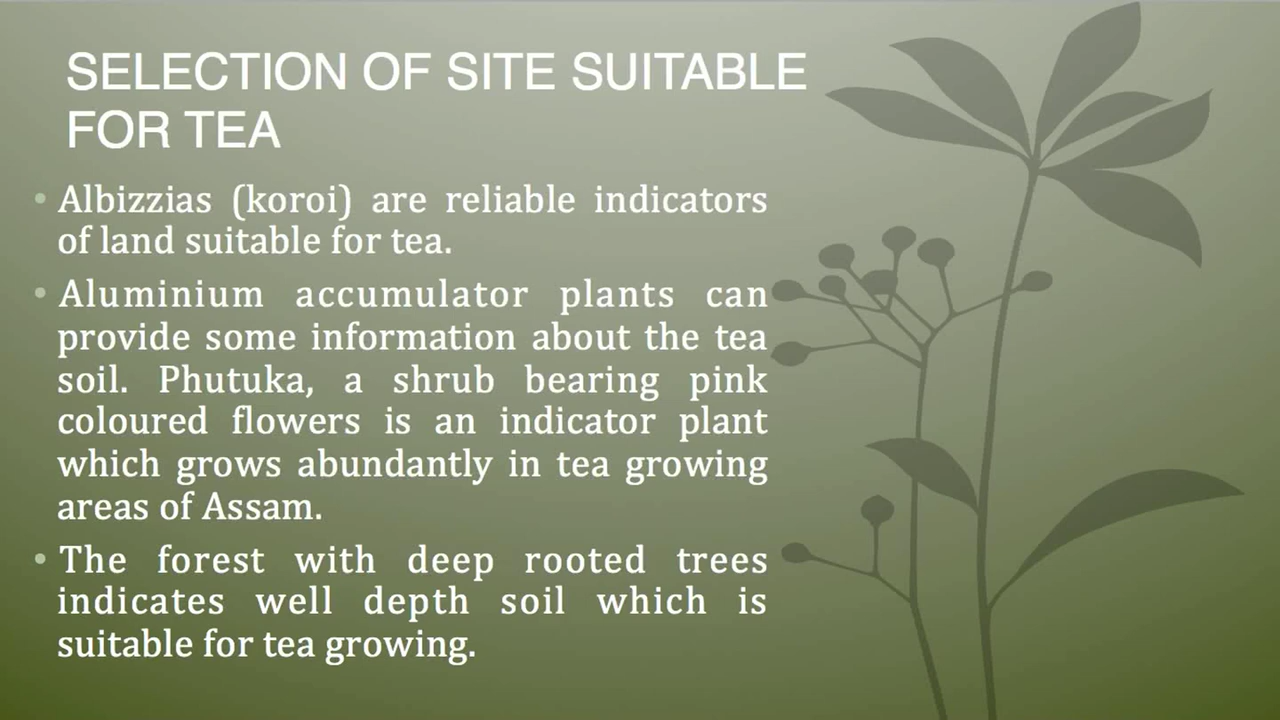 SELECTION OF SITE SUITABLE
FOR TEA
• Albizzias (koroi) are reliable indicators
of land suitable for tea.
• Aluminium accumulator plants can
provide some information about the tea
soil. Phutuka, a shrub bearing pink
coloured flowers is an indicator plant
which grows abundantly in tea growing
areas of Assam.
• The forest with deep rooted trees
indicates well depth soil which is
suitable for tea growing.